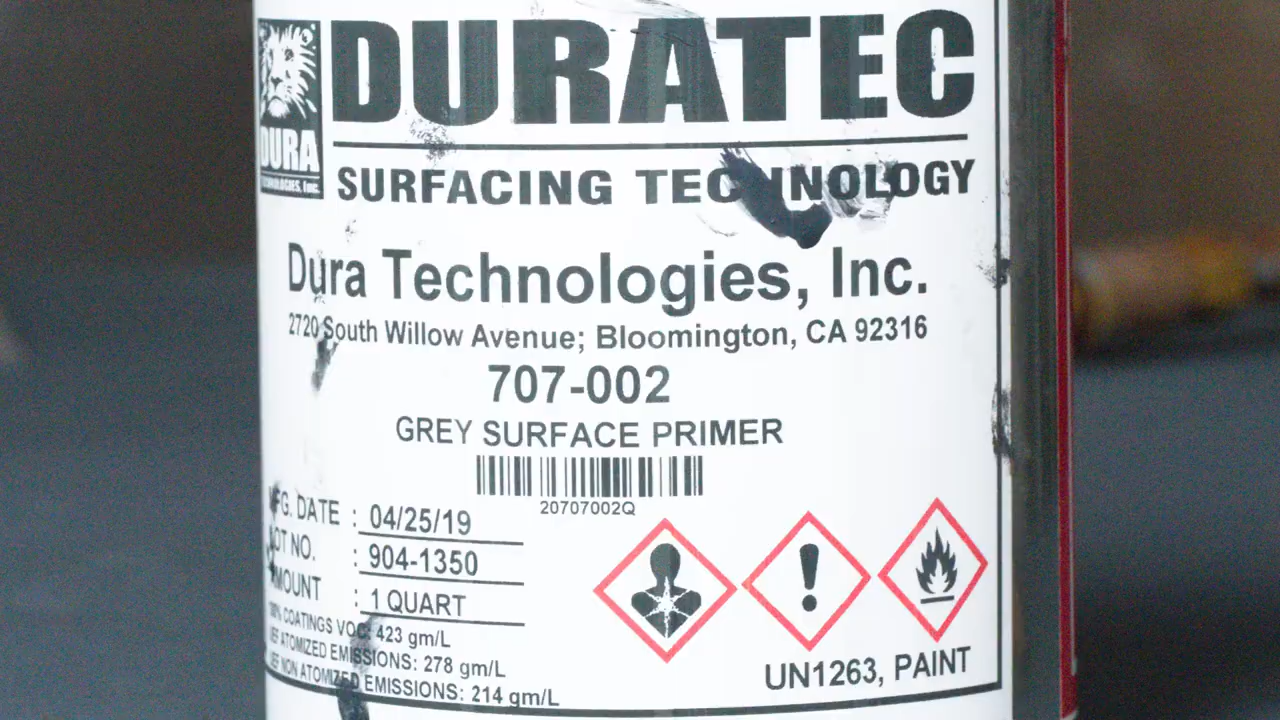 DURATEC
DURA
TECHNOLOGIES, Inc.
SURFACING TECHNOLOGY
Dura Technologies, Inc.
2720 South Willow Avenue; Bloomington, CA 92316
707-002
GREY SURFACE PRIMER
20707002Q
MFG. DATE : 04/25/19
LOT NO. : 904-1350
AMOUNT : 1 QUART
COATINGS VOC: 423 gm/L
ATOMIZED EMISSIONS: 278 gm/L
NON ATOMIZED EMISSIONS: 214 gm/L
UN1263, PAINT